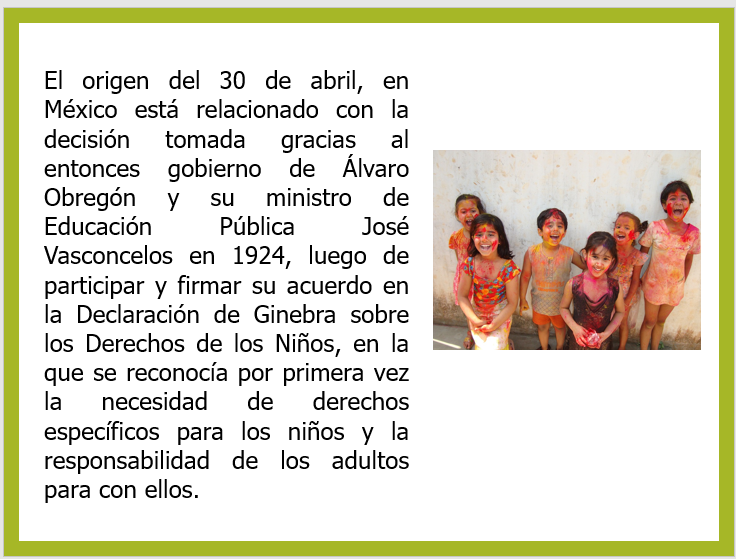 El origen del 30 de abril, en
México está relacionado con la
decisión tomada gracias al
entonces gobierno de Álvaro
Obregón y su ministro de
Educación Pública José
Vasconcelos en 1924, luego de
participar y firmar su acuerdo en
la Declaración de Ginebra sobre
los Derechos de los Niños, en la
que se reconocía por primera vez
la necesidad de derechos
específicos para los niños y la
responsabilidad de los adultos
para con ellos.